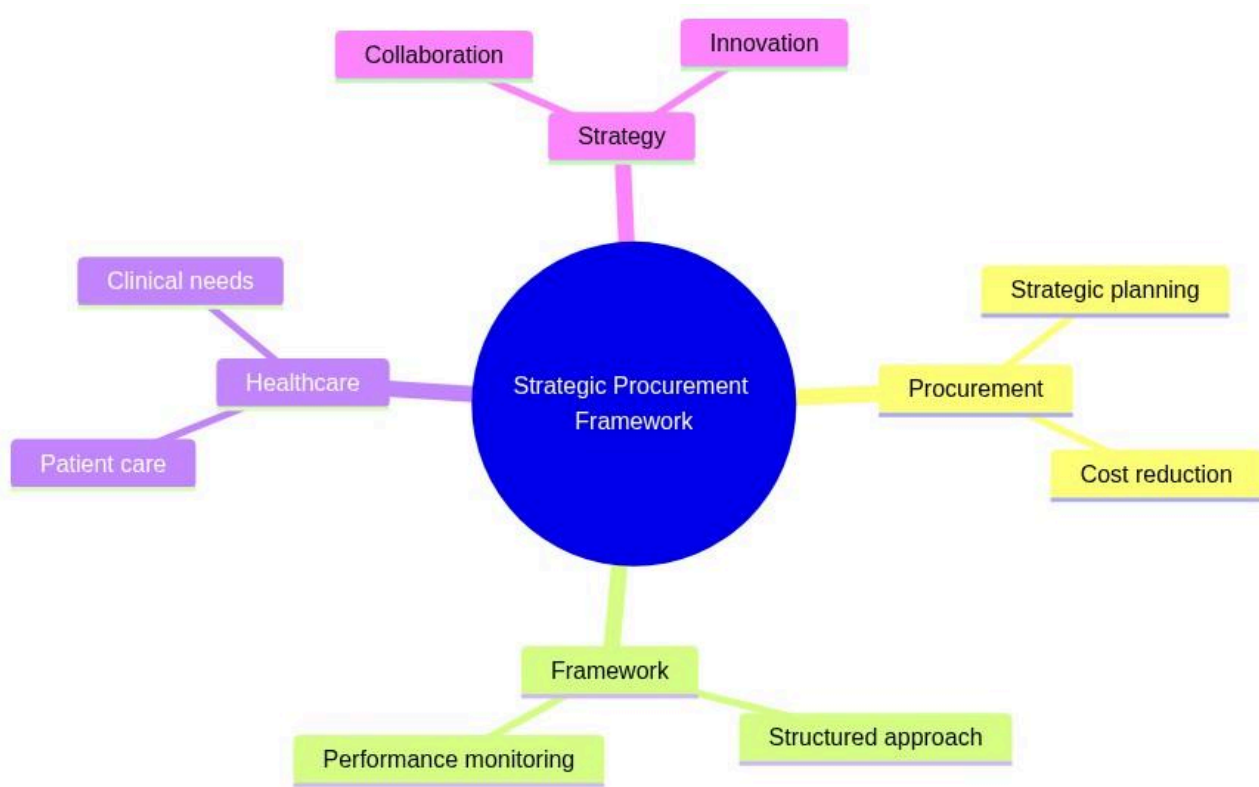 Collaboration
Innovation
Strategy
Clinical needs
Strategic planning
Healthcare
Strategic Procurement
Framework
Procurement
Patient care
Cost reduction
Framework
Performance monitoring
Structured approach